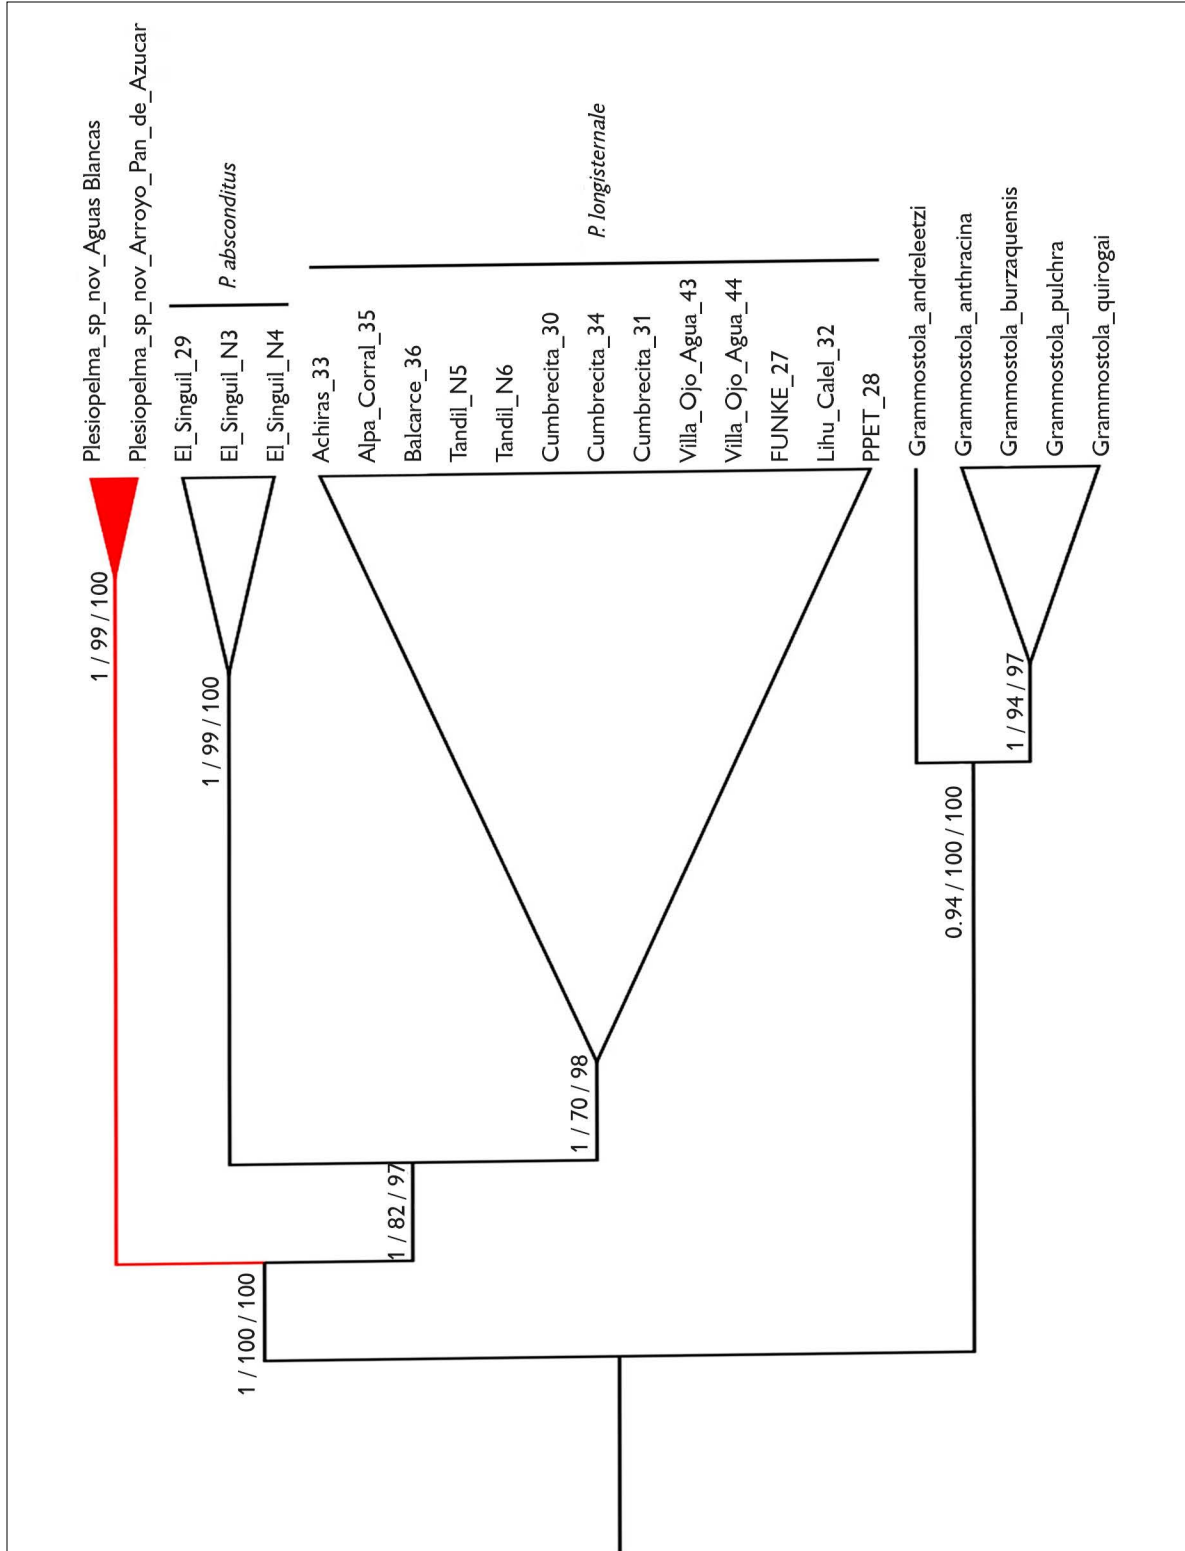 Plesiopelma_sp_nov_Aguas Blancas
Plesiopelma_sp_nov_Arroyo_Pan_de_Azucar
El_Singuil_29
El_Singuil_N3
El_Singuil_N4
P. absconditus
Achiras_33
Alpa_Corral_35
Balcarce_36
Tandil_N5
Tandil_N6
Cumbrecita_30
Cumbrecita_34
Cumbrecita_31
Villa_Ojo_Agua_43
Villa_Ojo_Agua_44
FUNKE_27
Lihu_Calel_32
PPET_28
P. longisternale
Grammostola_andreleetzi
Grammostola_anthracina
Grammostola_burzaquensis
Grammostola_pulchra
Grammostola_quirogai
1 / 99 / 100
1 / 99 / 100
1 / 70 / 98
1 / 82 / 97
1 / 100 / 100
0.94 / 100 / 100
1 / 94 / 97